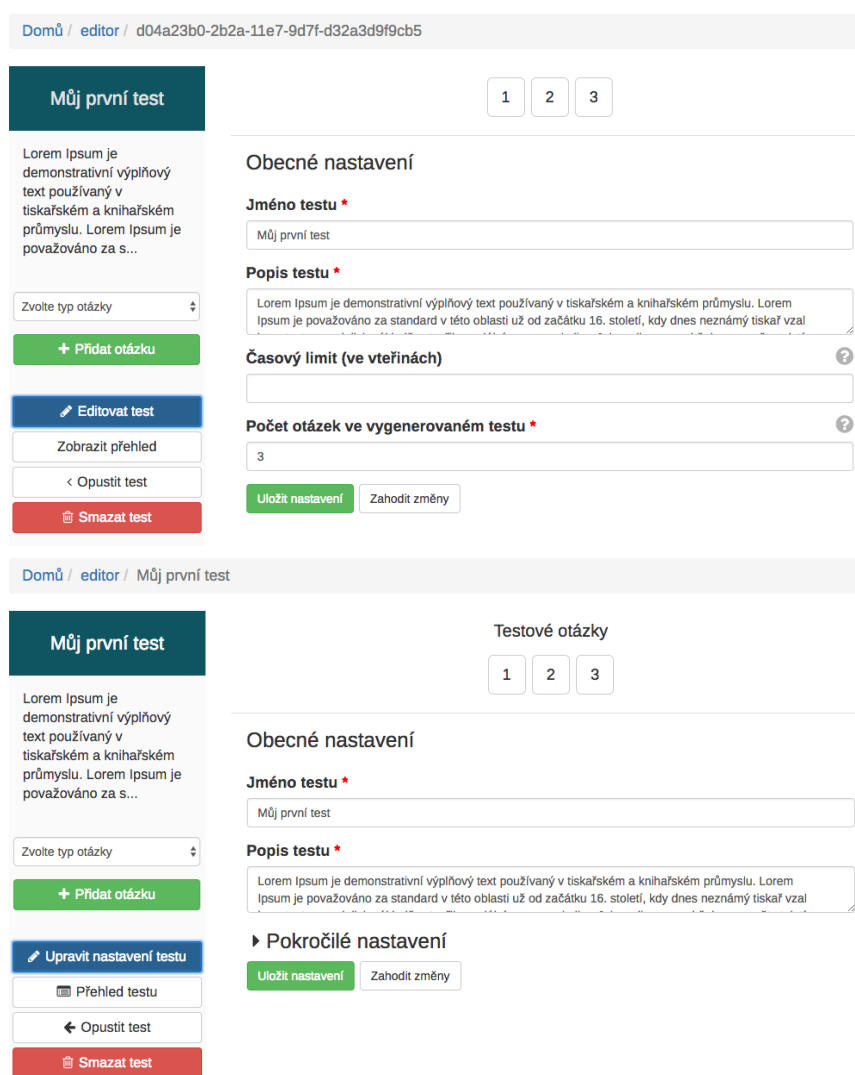 Domů / editor / d04a23b0-2b2a-11e7-9d7f-d32a3d9f9cb5
Můj první test
Lorem Ipsum je
demonstrativní výplňový
text používaný v
tiskařském a knihařském
průmyslu. Lorem Ipsum je
považováno za s...
Zvolte typ otázky
Přidat otázku
Editovat test
Zobrazit přehled
Opustit test
Smazat test
1 2 3
Obecné nastavení
Jméno testu *
Můj první test
Popis testu *
Lorem Ipsum je demonstrativní výplňový text používaný v tiskařském a knihařském průmyslu. Lorem
Ipsum je považováno za standard v této oblasti už od začátku 16. století, kdy dnes neznámý tiskař vzal
Časový limit (ve vteřinách)
Počet otázek ve vygenerovaném testu *
3
Uložit nastavení Zahodit změny
Domů / editor / Můj první test
Můj první test
Lorem Ipsum je
demonstrativní výplňový
text používaný v
tiskařském a knihařském
průmyslu. Lorem Ipsum je
považováno za s...
Zvolte typ otázky
Přidat otázku
Upravit nastavení testu
Přehled testu
Opustit test
Smazat test
Testové otázky
1 2 3
Obecné nastavení
Jméno testu *
Můj první test
Popis testu *
Lorem Ipsum je demonstrativní výplňový text používaný v tiskařském a knihařském průmyslu. Lorem
Ipsum je považováno za standard v této oblasti už od začátku 16. století, kdy dnes neznámý tiskař vzal
Pokročilé nastavení
Uložit nastavení Zahodit změny